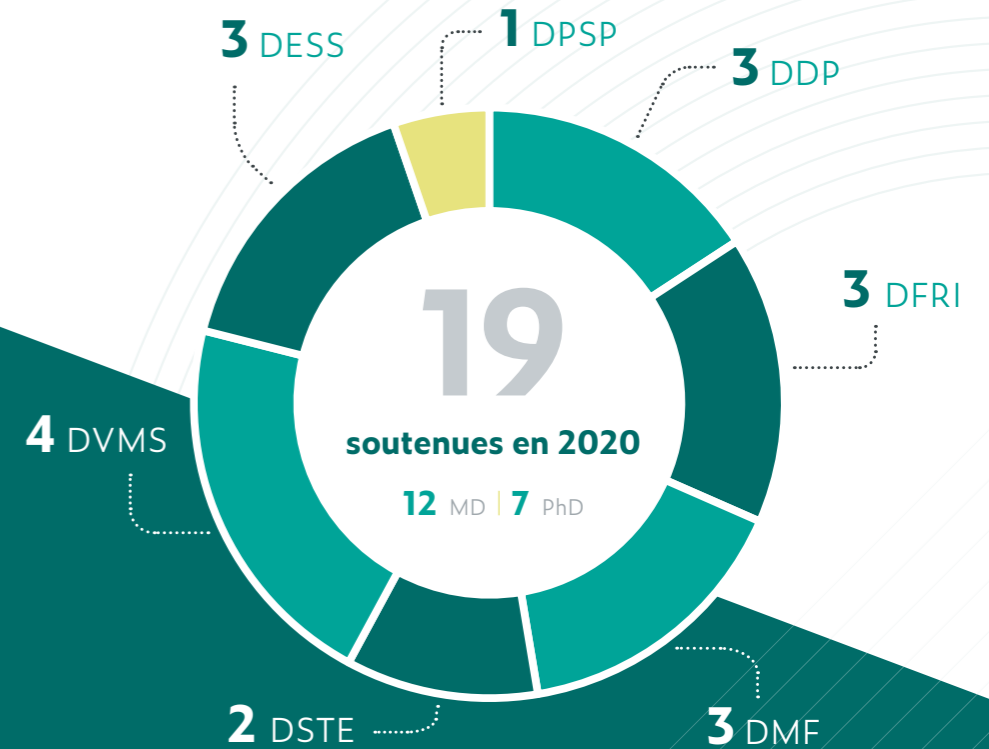 3 DESS
1 DPSP
3 DDP
3 DFRI
19
soutenues en 2020
12 MD | 7 PhD
4 DVMS
2 DSTE
3 DMF